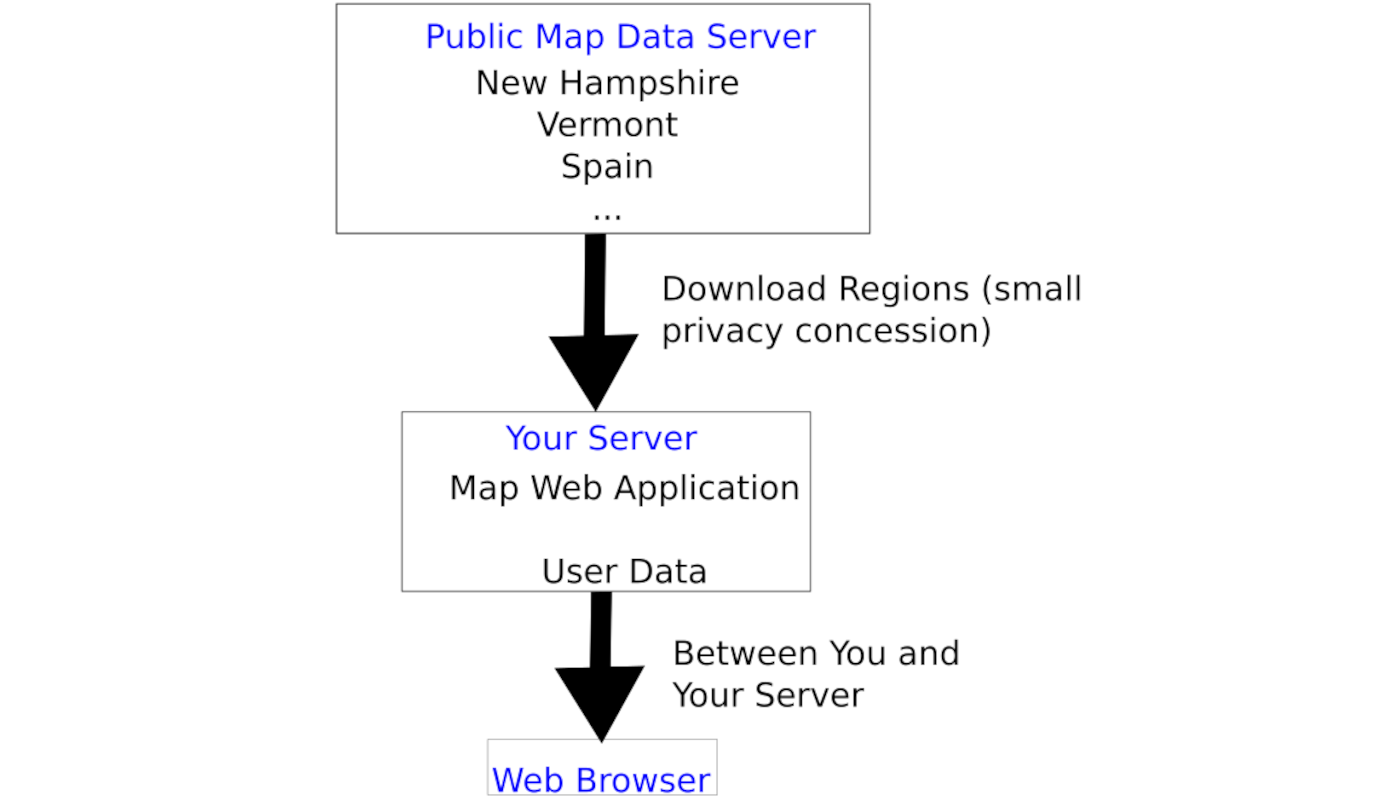 Public Map Data Server
New Hampshire
Vermont
Spain
...
Download Regions (small
privacy concession)
Your Server
Map Web Application
User Data
Between You and
Your Server
Web Browser